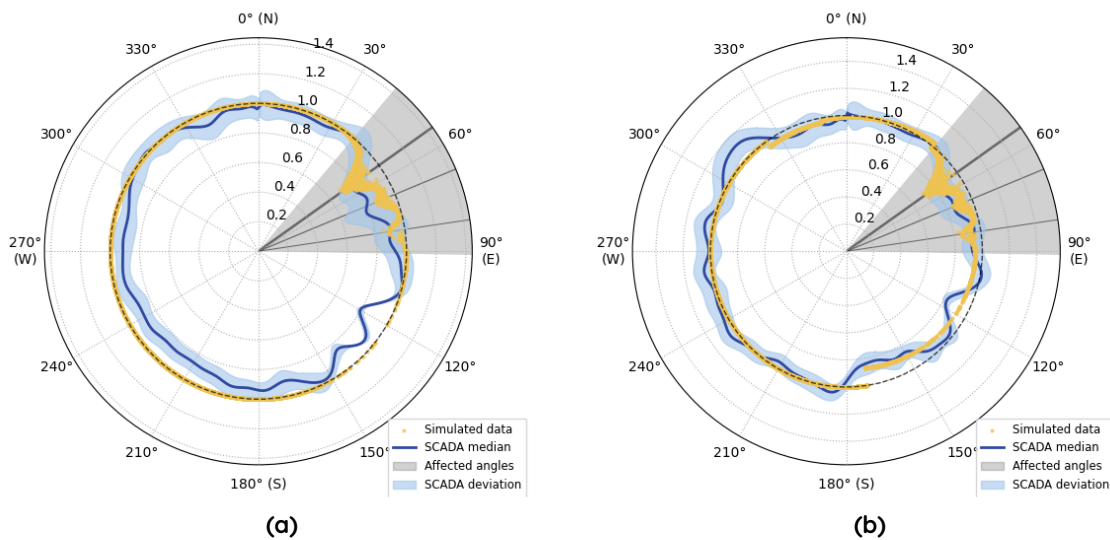 0° (N)
330°
30°
1.4
1.2
1.0
0.8
0.6
0.4
0.2
300°
60°
270°
(W)
90°
(E)
240°
120°
210°
150°
180° (S)
Simulated data
SCADA median
Affected angles
SCADA deviation
(a)
0° (N)
330°
30°
1.4
1.2
1.0
0.8
0.6
0.4
0.2
300°
60°
270°
(W)
90°
(E)
240°
120°
210°
150°
180° (S)
Simulated data
SCADA median
Affected angles
SCADA deviation
(b)